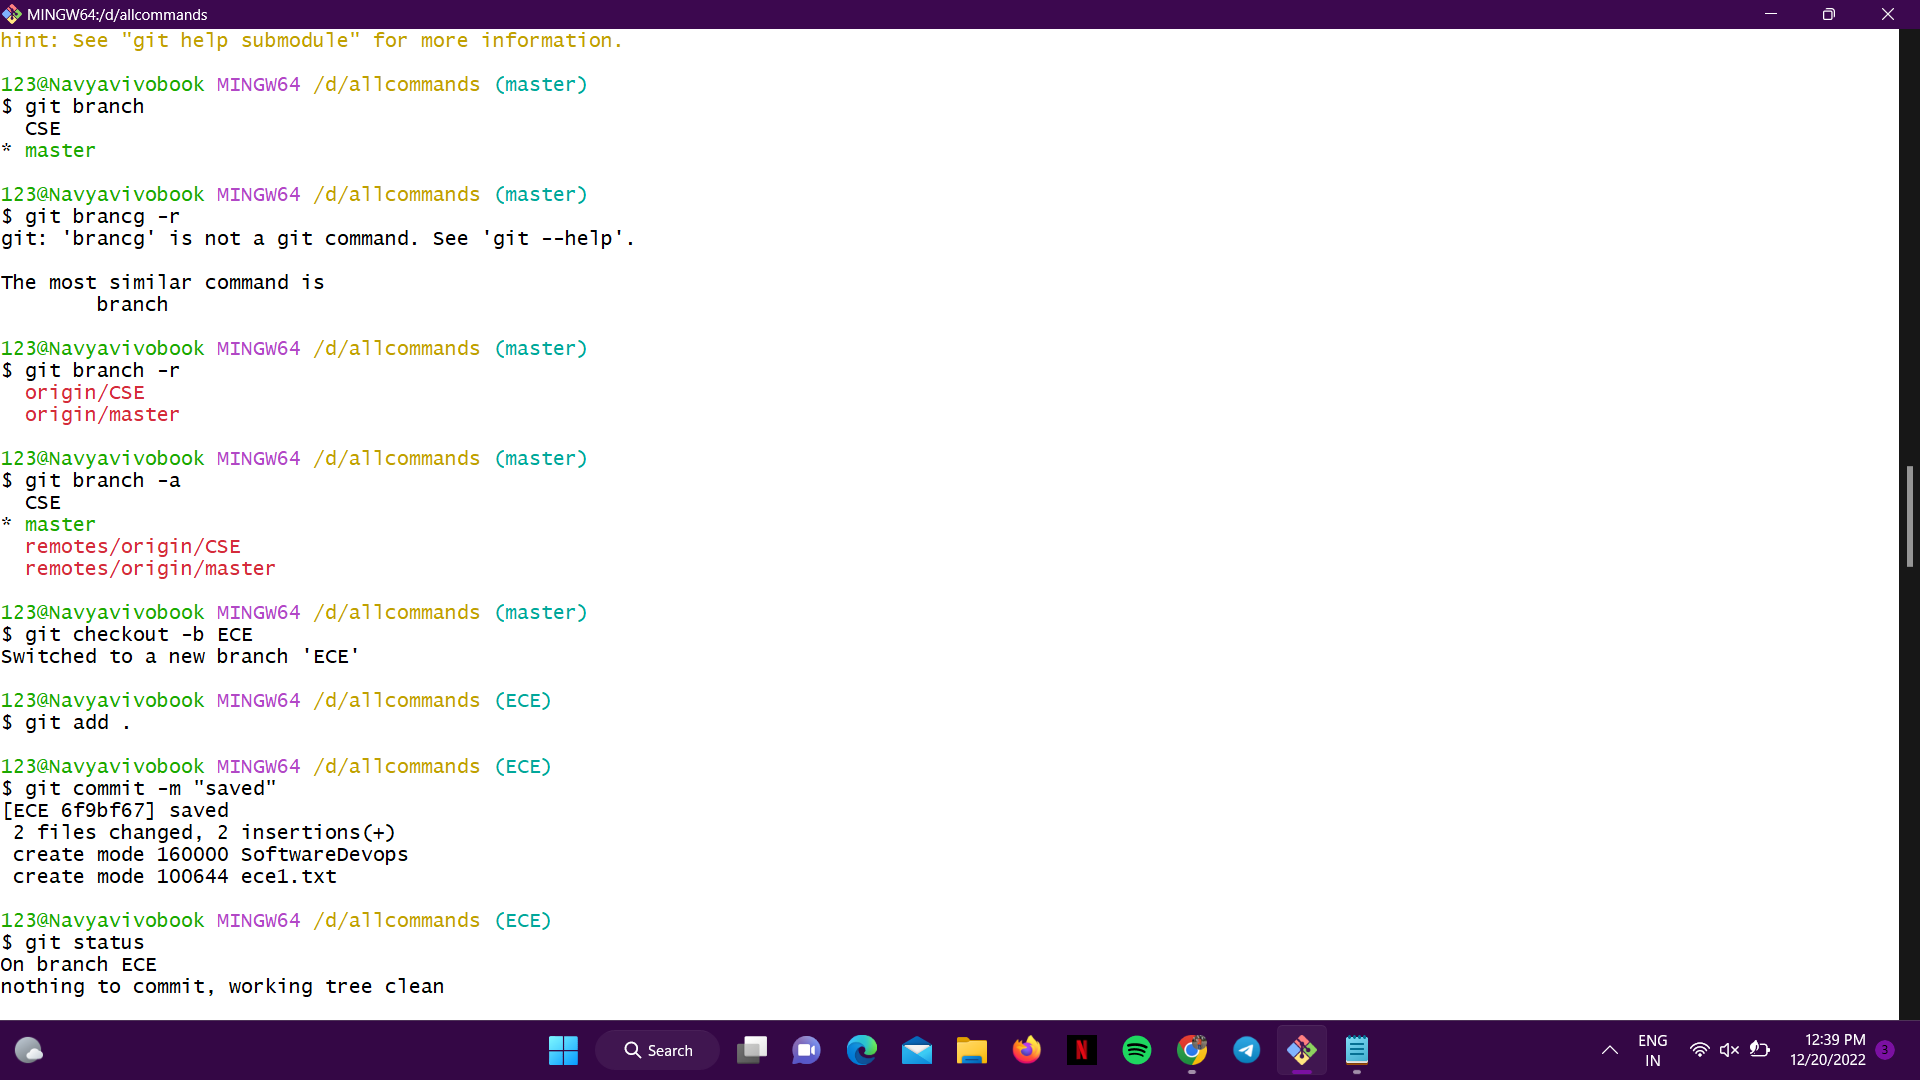 MINGW64:/d/allcommands
hint: See "git help submodule" for more information.
123@Navyavivobook MINGW64 /d/allcommands (master)
$ git branch
  CSE
* master
123@Navyavivobook MINGW64 /d/allcommands (master)
$ git brancg -r
git: 'brancg' is not a git command. See 'git --help'.
The most similar command is
        branch
123@Navyavivobook MINGW64 /d/allcommands (master)
$ git branch -r
  origin/CSE
  origin/master
123@Navyavivobook MINGW64 /d/allcommands (master)
$ git branch -a
  CSE
* master
  remotes/origin/CSE
  remotes/origin/master
123@Navyavivobook MINGW64 /d/allcommands (master)
$ git checkout -b ECE
Switched to a new branch 'ECE'
123@Navyavivobook MINGW64 /d/allcommands (ECE)
$ git add .
123@Navyavivobook MINGW64 /d/allcommands (ECE)
$ git commit -m "saved"
[ECE 6f9bf67] saved
 2 files changed, 2 insertions(+)
 create mode 160000 SoftwareDevops
 create mode 100644 ece1.txt
123@Navyavivobook MINGW64 /d/allcommands (ECE)
$ git status
On branch ECE
nothing to commit, working tree clean
Search
N
ENG
IN
12:39 PM
12/20/2022
3